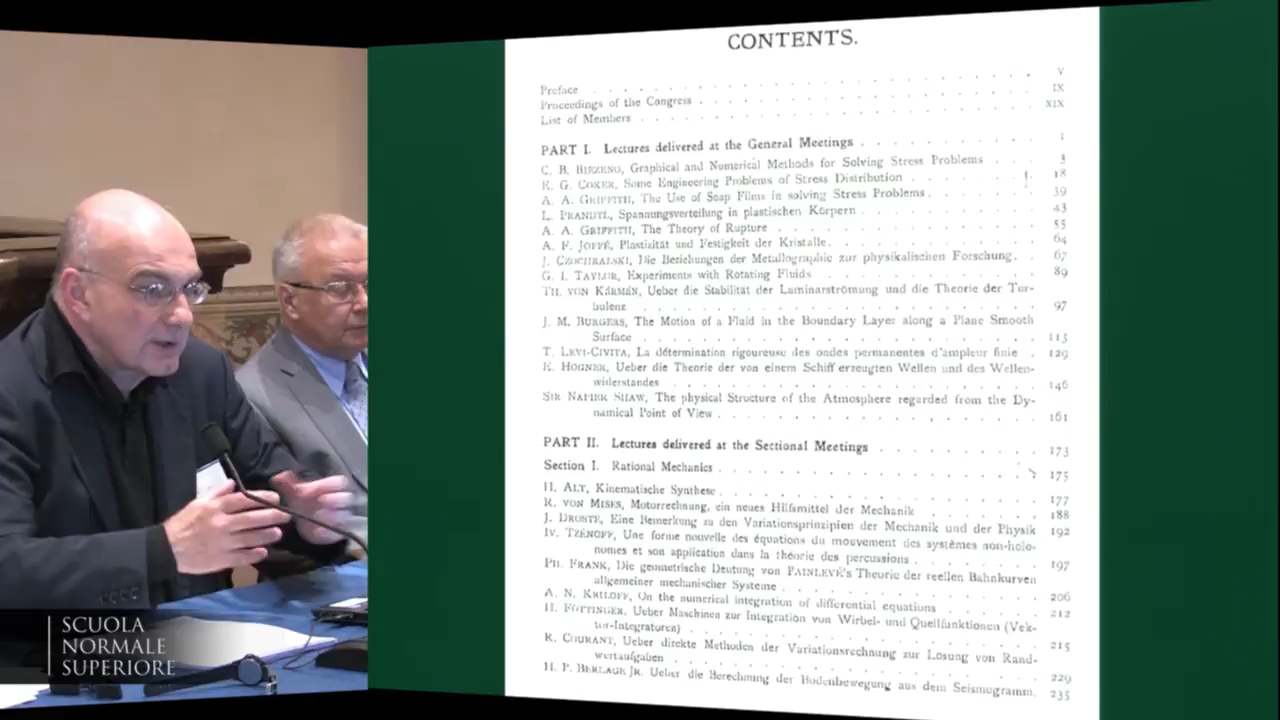 CONTENTS.
Preface . . . . . . . . . . V
Proceedings of the Congress . . . . . . . . . . IX
List of Members . . . . . . . . . . XIX
PART I. Lectures delivered at the General Meetings . . . . . . . . . . 1
C. B. BIEZENO, Graphical and Numerical Methods for Solving Stress Problems . . 3
E. G. COKER, Some Engineering Problems of Stress Distribution . . . . . 18
A. A. GRIFFITH, The Use of Soap Films in solving Stress Problems . . . . 39
L. PRANDTL, Spannungsverteilung in plastischen Körpern . . . . . . . 43
A. A. GRIFFITH, The Theory of Rupture . . . . . . . . . . 55
A. F. JOFFÉ, Plastizität und Festigkeit der Kristalle . . . . . . . . 64
J. CZOCHRALSKI, Die Beziehungen der Metallographie zur physikalischen Forschung. . 67
G. I. TAYLOR, Experiments with Rotating Fluids . . . . . . . . 89
TH. VON KÁRMÁN, Ueber die Stabilität der Laminarströmung und die Theorie der Tur-
bulenz . . . . . . . . . . 97
J. M. BURGERS, The Motion of a Fluid in the Boundary Layer along a Plane Smooth
Surface . . . . . . . . . . 113
T. LEVI-CIVITA, La détermination rigoureuse des ondes permanentes d'ampleur finie . 129
E. HOGNER, Ueber die Theorie der von einem Schiff erzeugten Wellen und des Wellen-
widerstandes . . . . . . . . . . 146
SIR NAPIER SHAW, The physical Structure of the Atmosphere regarded from the Dy-
namical Point of View . . . . . . . . . . 161
PART II. Lectures delivered at the Sectional Meetings . . . . . . . 173
Section I. Rational Mechanics . . . . . . . . . . 175
H. ALT, Kinematische Synthese . . . . . . . . . . 177
R. VON MISES, Motorrechnung, ein neues Hilfsmittel der Mechanik . . . . 188
J. DROSTE, Eine Bemerkung zu den Variationsprinzipien der Mechanik und der Physik 192
IV. TZÉNOFF, Une forme nouvelle des équations du mouvement des systèmes non-holo-
nomes et son application dans la théorie des percussions . . . . . 197
PH. FRANK, Die geometrische Deutung von PAINLEVÉ's Theorie der reellen Bahnkurven
allgemeiner mechanischer Systeme . . . . . . . . . . 206
A. N. KRILOFF, On the numerical integration of differential equations . . . 212
H. FÖTTINGER, Ueber Maschinen zur Integration von Wirbel- und Quellfunktionen (Vek-
tor-Integratoren) . . . . . . . . . . 215
R. COURANT, Ueber direkte Methoden der Variationsrechnung zur Lösung von Rand-
wertaufgaben . . . . . . . . . . 229
H. P. BERLAGE JR. Ueber die Berechnung der Bodenbewegung aus dem Seismogramm. 235
SCUOLA
NORMALE
SUPERIORE